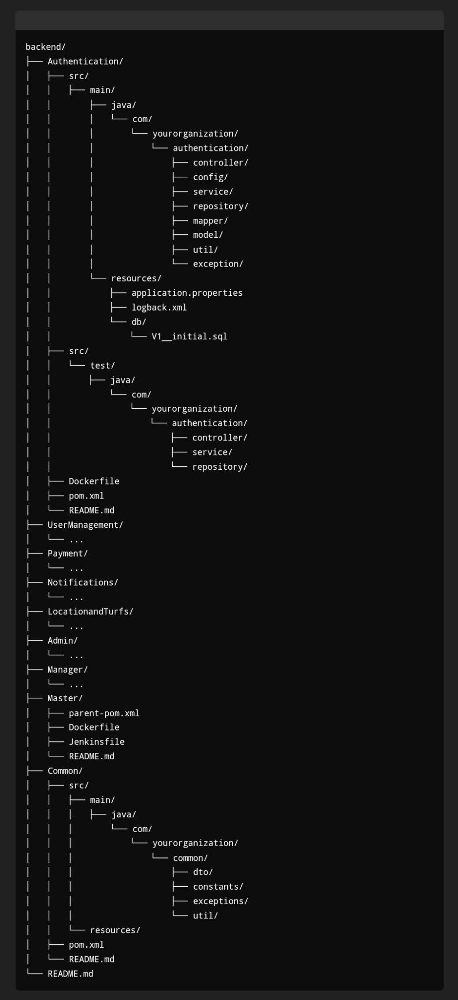 backend/
├── Authentication/
│   ├── src/
│   │   ├── main/
│   │       ├── java/
│   │       │   └── com/
│   │       │       └── yourorganization/
│   │       │           └── authentication/
│   │       │               ├── controller/
│   │       │               ├── config/
│   │       │               ├── service/
│   │       │               ├── repository/
│   │       │               ├── mapper/
│   │       │               ├── model/
│   │       │               ├── util/
│   │       │               └── exception/
│   │       └── resources/
│   │           ├── application.properties
│   │           ├── logback.xml
│   │           └── db/
│   │               └── V1__initial.sql
│   ├── src/
│   │   └── test/
│   │       ├── java/
│   │           └── com/
│   │               └── yourorganization/
│   │                   └── authentication/
│   │                       ├── controller/
│   │                       ├── service/
│   │                       └── repository/
│   ├── Dockerfile
│   ├── pom.xml
│   └── README.md
├── UserManagement/
│   └── ...
├── Payment/
│   └── ...
├── Notifications/
│   └── ...
├── LocationandTurfs/
│   └── ...
├── Admin/
│   └── ...
├── Manager/
│   └── ...
├── Master/
│   ├── parent-pom.xml
│   ├── Dockerfile
│   ├── Jenkinsfile
│   └── README.md
├── Common/
│   ├── src/
│   │   ├── main/
│   │   │   ├── java/
│   │   │       └── com/
│   │   │           └── yourorganization/
│   │   │               └── common/
│   │   │                   ├── dto/
│   │   │                   ├── constants/
│   │   │                   ├── exceptions/
│   │   │                   └── util/
│   │   └── resources/
│   ├── pom.xml
│   └── README.md
└── README.md